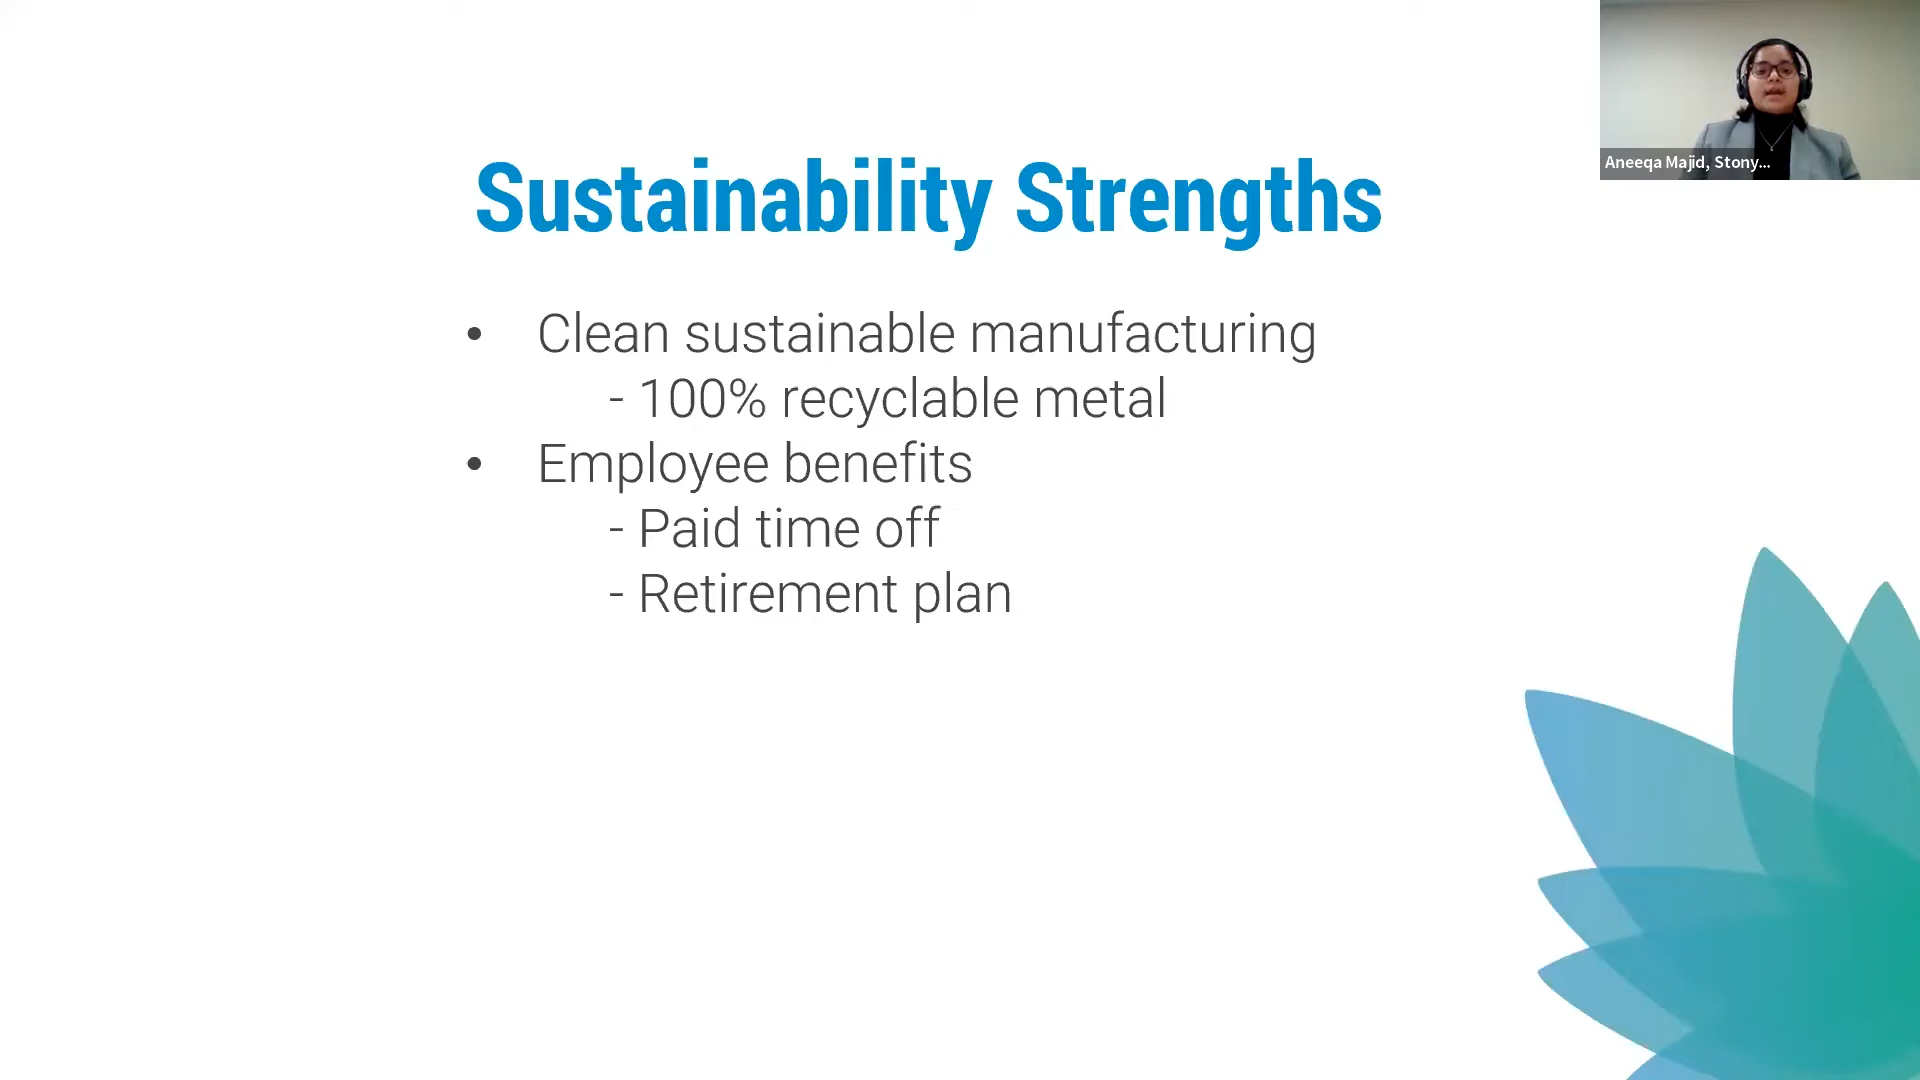 Sustainability Strengths
• Clean sustainable manufacturing
- 100% recyclable metal
• Employee benefits
- Paid time off
- Retirement plan
Aneeqa Majid, Stony...